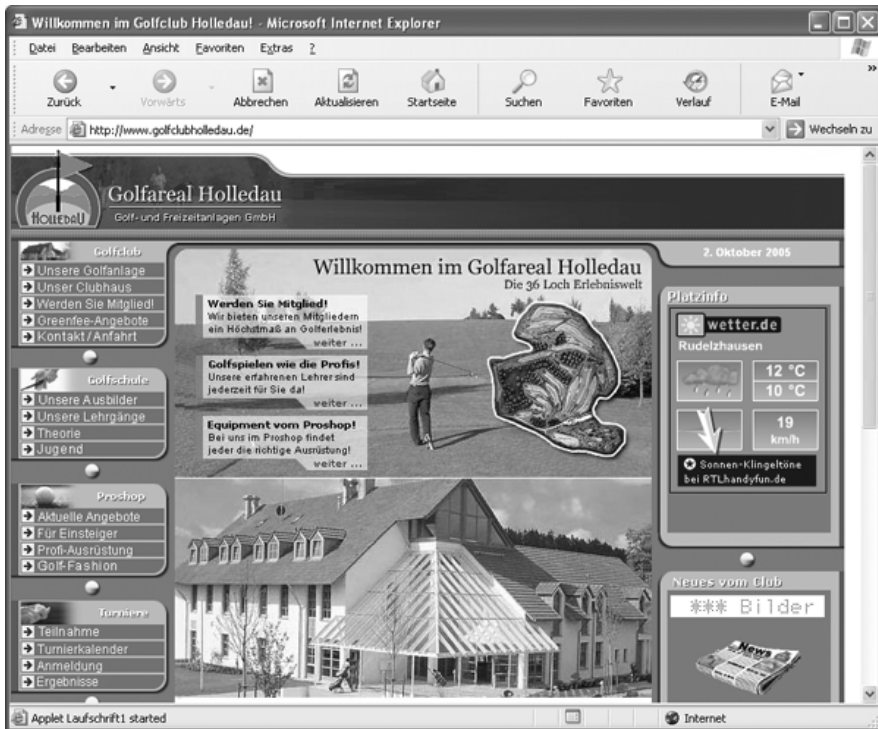 Willkommen im Golfclub Holledau! - Microsoft Internet Explorer
Datei Bearbeiten Ansicht Favoriten Extras ?
Zurück Vorwärts Abbrechen Aktualisieren Startseite Suchen Favoriten Verlauf E-Mail
Adresse http://www.golfclubholledau.de/ Wechseln zu
HOLLEDAU
Golfareal Holledau
Golf- und Freizeitanlagen GmbH
Golfclub
Unsere Golfanlage
Unser Clubhaus
Werden Sie Mitglied!
Greenfee-Angebote
Kontakt/Anfahrt
Golfschule
Unsere Ausbilder
Unsere Lehrgänge
Theorie
Jugend
Proshop
Aktuelle Angebote
Für Einsteiger
Profi-Ausrüstung
Golf-Fashion
Turniere
Teilnahme
Turnierkalender
Anmeldung
Ergebnisse
Willkommen im Golfareal Holledau
Die 36 Loch Erlebniswelt
Werden Sie Mitglied!
Wir bieten unseren Mitgliedern
ein Höchstmaß an Golferlebnis!
weiter ...
Golfspielen wie die Profis!
Unsere erfahrenen Lehrer sind
jederzeit für Sie da!
weiter ...
Equipment vom Proshop!
Bei uns im Proshop findet
jeder die richtige Ausrüstung!
weiter ...
2. Oktober 2005
Platzinfo
wetter.de
Rudelzhausen
12 °C
10 °C
19
km/h
Sonnen-Klingeltöne
bei RTLhandyfun.de
Neues vom Club
*** Bilder
News
Applet Laufschrift1 started
Internet